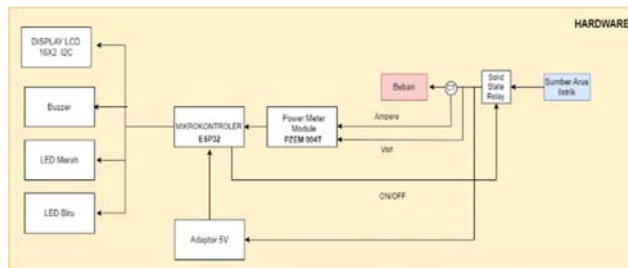 HARDWARE
DISPLAY LCD
16X2 I2C
Buzzer
LED Merah
LED Biru
MIKROKONTROLER
ESP32
Power Meter
Module
PZEM 004T
Adaptor 5V
Beban
CT
Solid
State
Relay
Sumber Arus
listrik
Ampere
Volt
ON/OFF